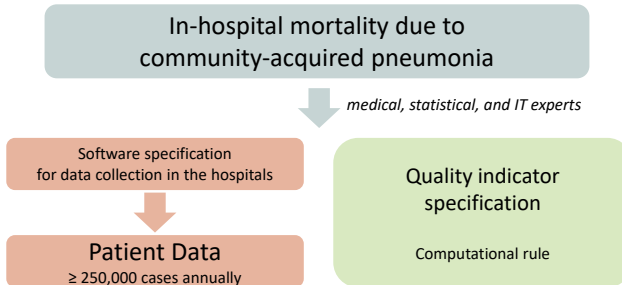 In-hospital mortality due to
community-acquired pneumonia
medical, statistical, and IT experts
Software specification
for data collection in the hospitals
Quality indicator
specification
Computational rule
Patient Data
≥ 250,000 cases annually